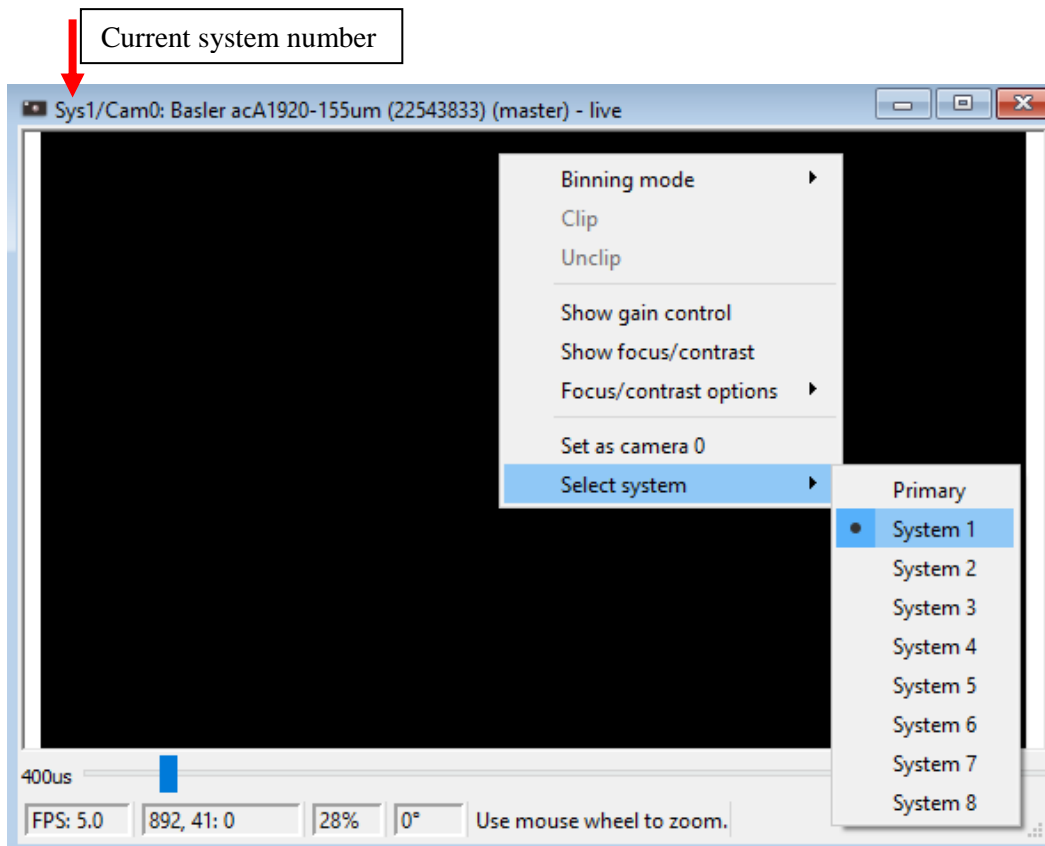 Current system number
Sys1/Cam0: Basler acA1920-155um (22543833) (master) - live
Binning mode
Clip
Unclip
Show gain control
Show focus/contrast
Focus/contrast options
Set as camera 0
Select system
Primary
System 1
System 2
System 3
System 4
System 5
System 6
System 7
System 8
400us
FPS: 5.0 892, 41: 0 28% 0° Use mouse wheel to zoom.